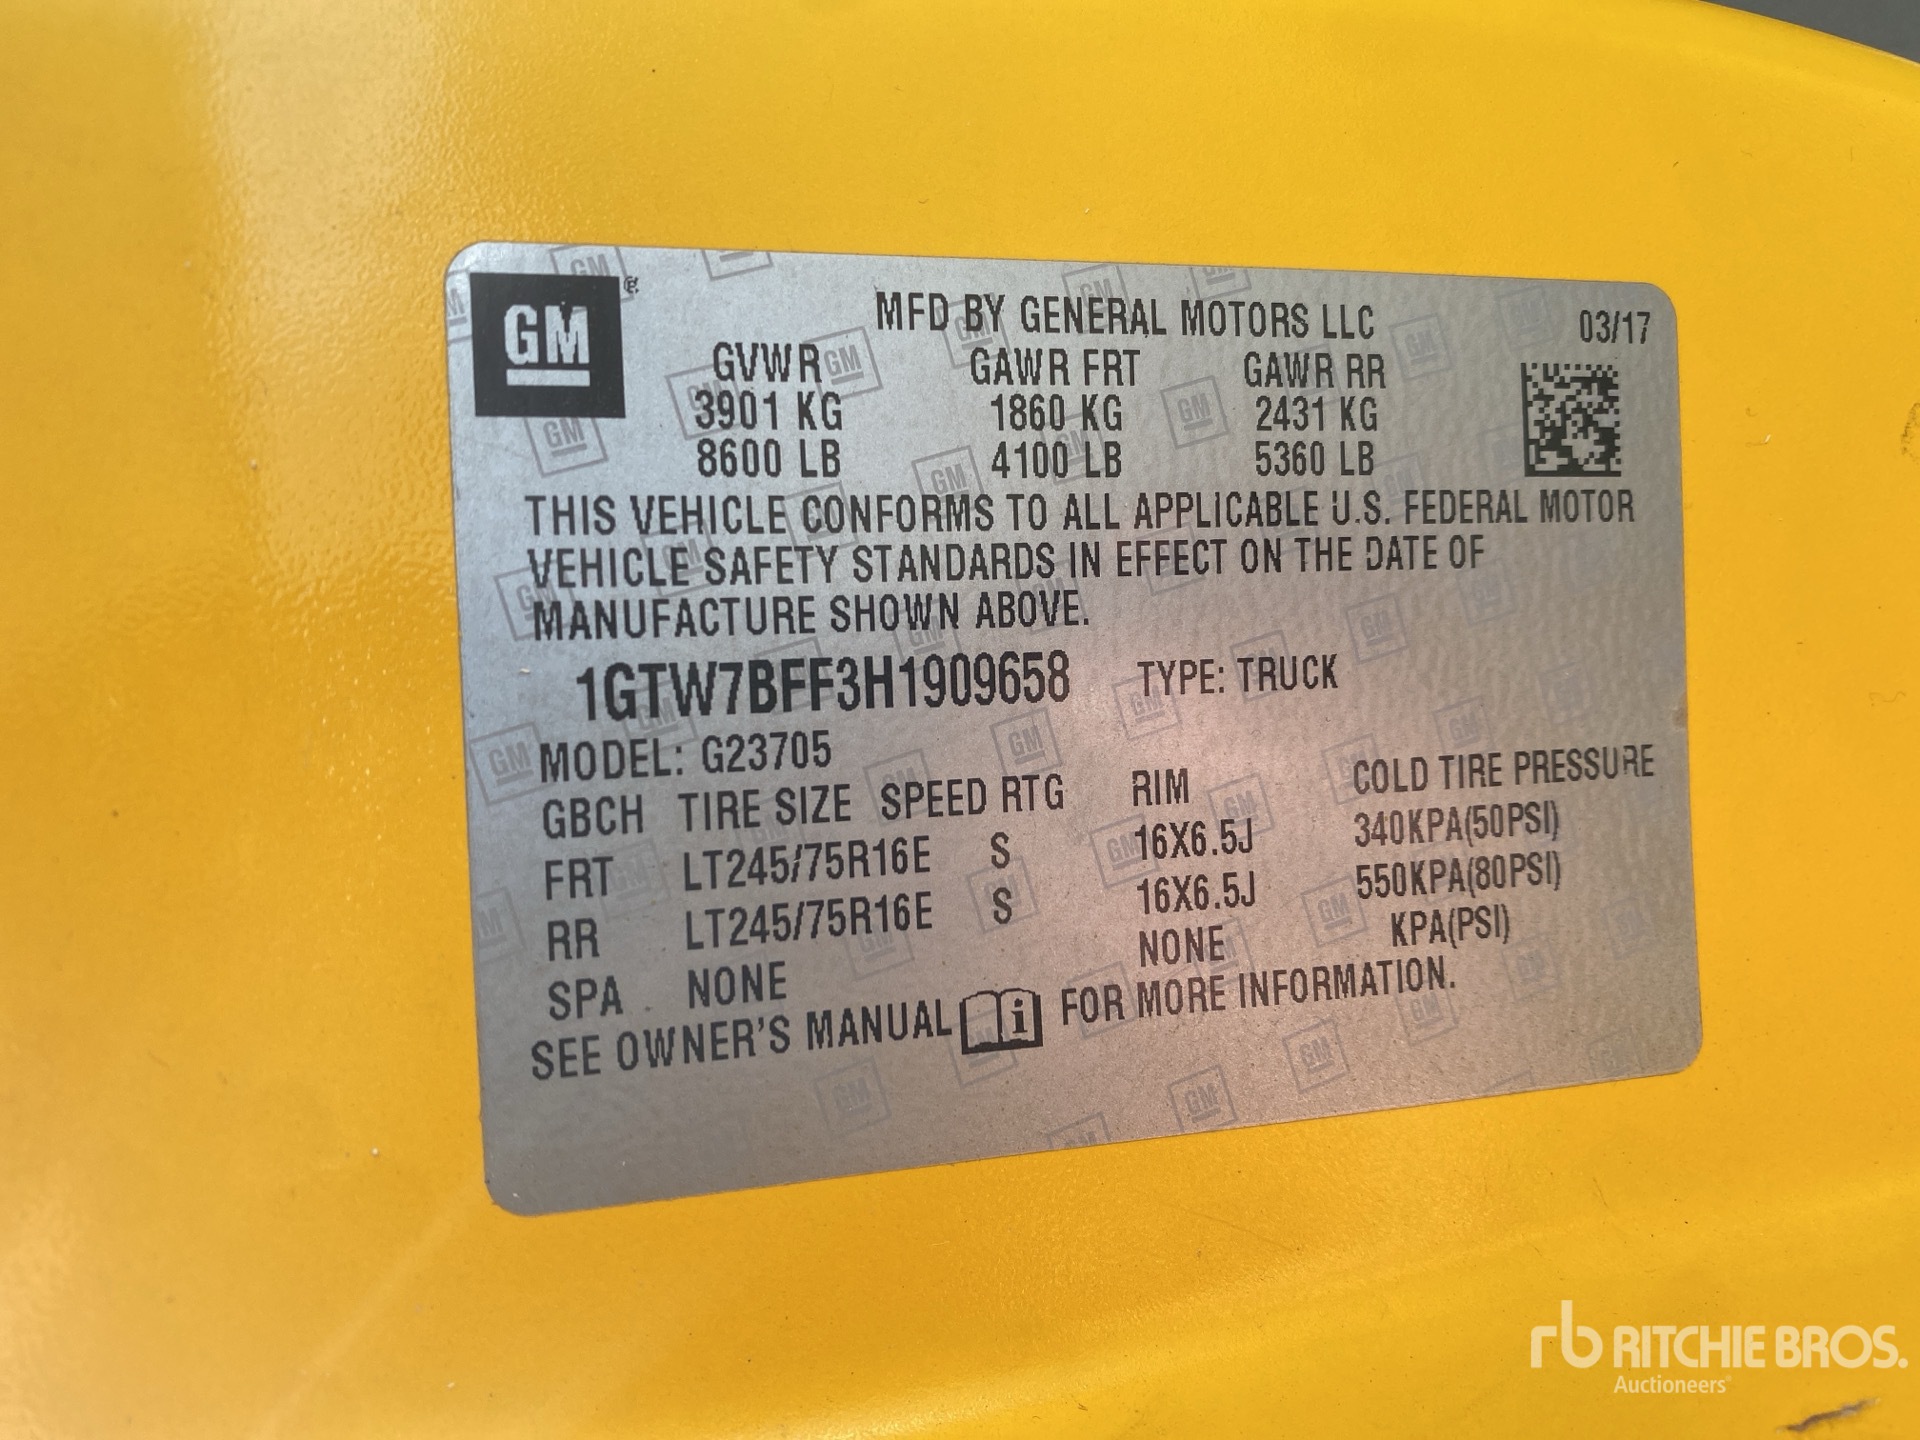 GM
MFD BY GENERAL MOTORS LLC 03/17
GVWR GAWR FRT GAWR RR
3901 KG 1860 KG 2431 KG
8600 LB 4100 LB 5360 LB
THIS VEHICLE CONFORMS TO ALL APPLICABLE U.S. FEDERAL MOTOR
VEHICLE SAFETY STANDARDS IN EFFECT ON THE DATE OF
MANUFACTURE SHOWN ABOVE.
1GTW7BFF3H1909658 TYPE: TRUCK
MODEL: G23705
GBCH TIRE SIZE SPEED RTG RIM COLD TIRE PRESSURE
FRT LT245/75R16E S 16X6.5J 340KPA(50PSI)
RR LT245/75R16E S 16X6.5J 550KPA(80PSI)
SPA NONE NONE KPA(PSI)
SEE OWNER'S MANUAL i FOR MORE INFORMATION.
rb RITCHIE BROS.
Auctioneers